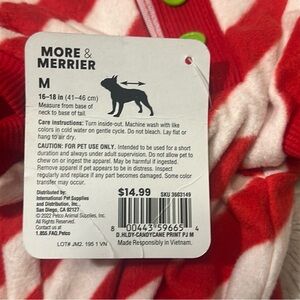 MORE &
MERRIER
M
16–18 in (41–46 cm)
Measure from base of
neck to base of tail.
Care instructions: Turn inside-out. Machine wash with like
colors in cold water on gentle cycle. Do not bleach. Lay flat or
hang to air dry.
CAUTION: FOR PET USE ONLY. Intended to be used for a short
duration and always under adult supervision. Do not allow pet to
chew on or ingest the apparel. May be harmful if ingested.
Remove apparel if pet appears to be in distress. Inspect
regularly and replace if any part becomes damaged. Some color
transfer may occur.
Distributed by:
International Pet Supplies
and Distribution, Inc.,
San Diego, CA 92127
© 2022 Petco Animal Supplies, Inc.
Contact us at
1.855.FAQ.Petco
$14.99 SKU 3603149
8 00443 59665 4
D.HLDY-CANDYCANE PRINT PJ M
LOT# JM2. 195 1 VN Made Responsibly in Vietnam.